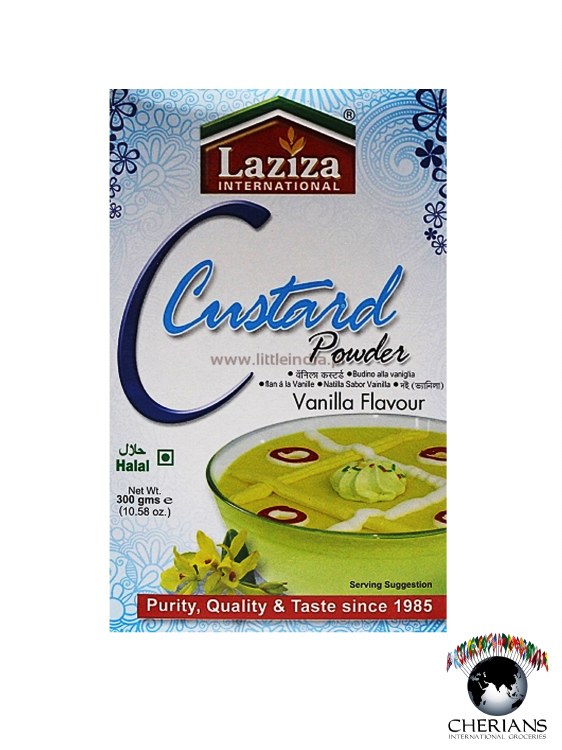 ®
Laziza
INTERNATIONAL
Custard
Powder
www.littleindia.
• वॅनिला कस्टर्ड • Budino alla vaniglia
• flan á la Vanille • Natilla Sabor Vainilla • দই (ভ্যানিলা)
Vanilla Flavour
حلال
Halal
Net Wt.
300 gms e
(10.58 oz.)
Serving Suggestion
Purity, Quality & Taste since 1985
CHERIANS
INTERNATIONAL GROCERIES